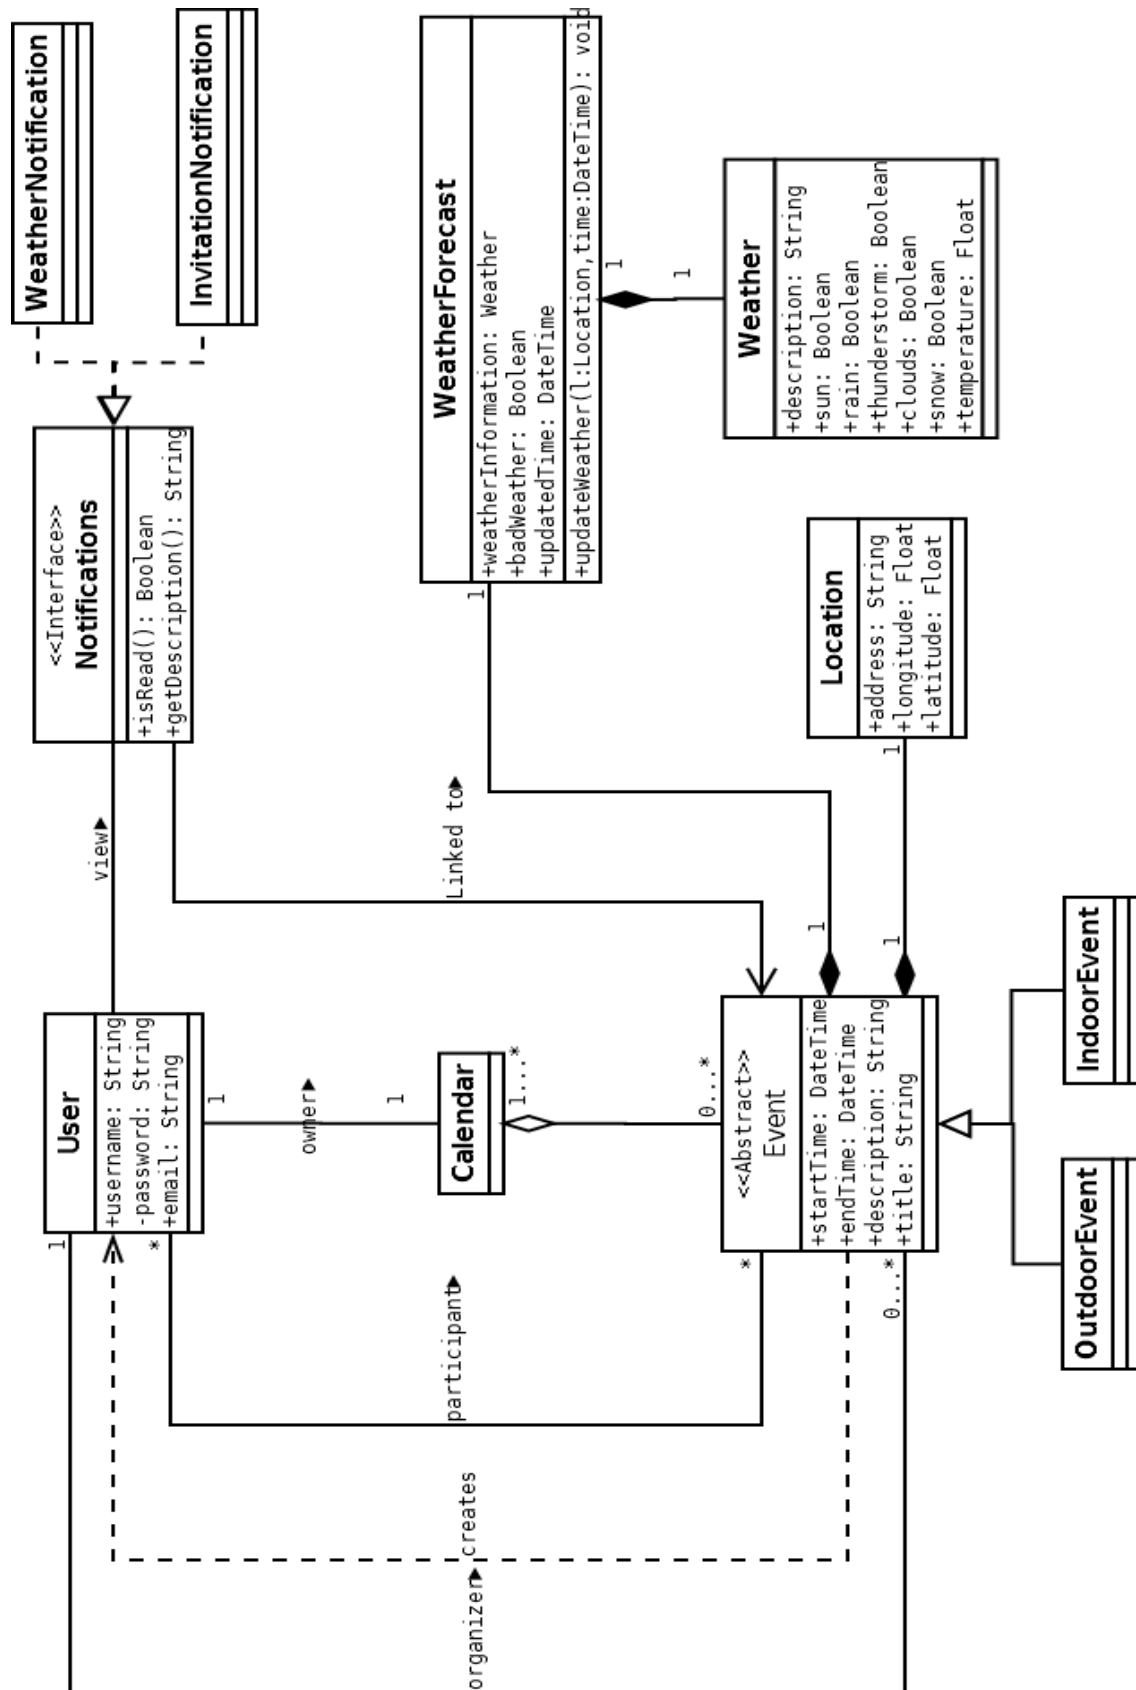 WeatherNotification
InvitationNotification
<<Interface>>
Notifications
+isRead(): Boolean
+getDescription(): String
view▶
User
+username: String
-password: String
+email: String
1
*
1
owner▶
1
Calendar
1...*
0...*
participant▶
*
creates
organizer▶
0...*
Linked to▶
<<Abstract>>
Event
+startTime: DateTime
+endTime: DateTime
+description: String
+title: String
1
1
OutdoorEvent
IndoorEvent
WeatherForecast
+weatherInformation: Weather
+badWeather: Boolean
+updatedTime: DateTime
+updateWeather(l:Location,time:DateTime): void
1
1
1
Weather
+description: String
+sun: Boolean
+rain: Boolean
+thunderstorm: Boolean
+clouds: Boolean
+snow: Boolean
+temperature: Float
Location
+address: String
+longitude: Float
+latitude: Float
1